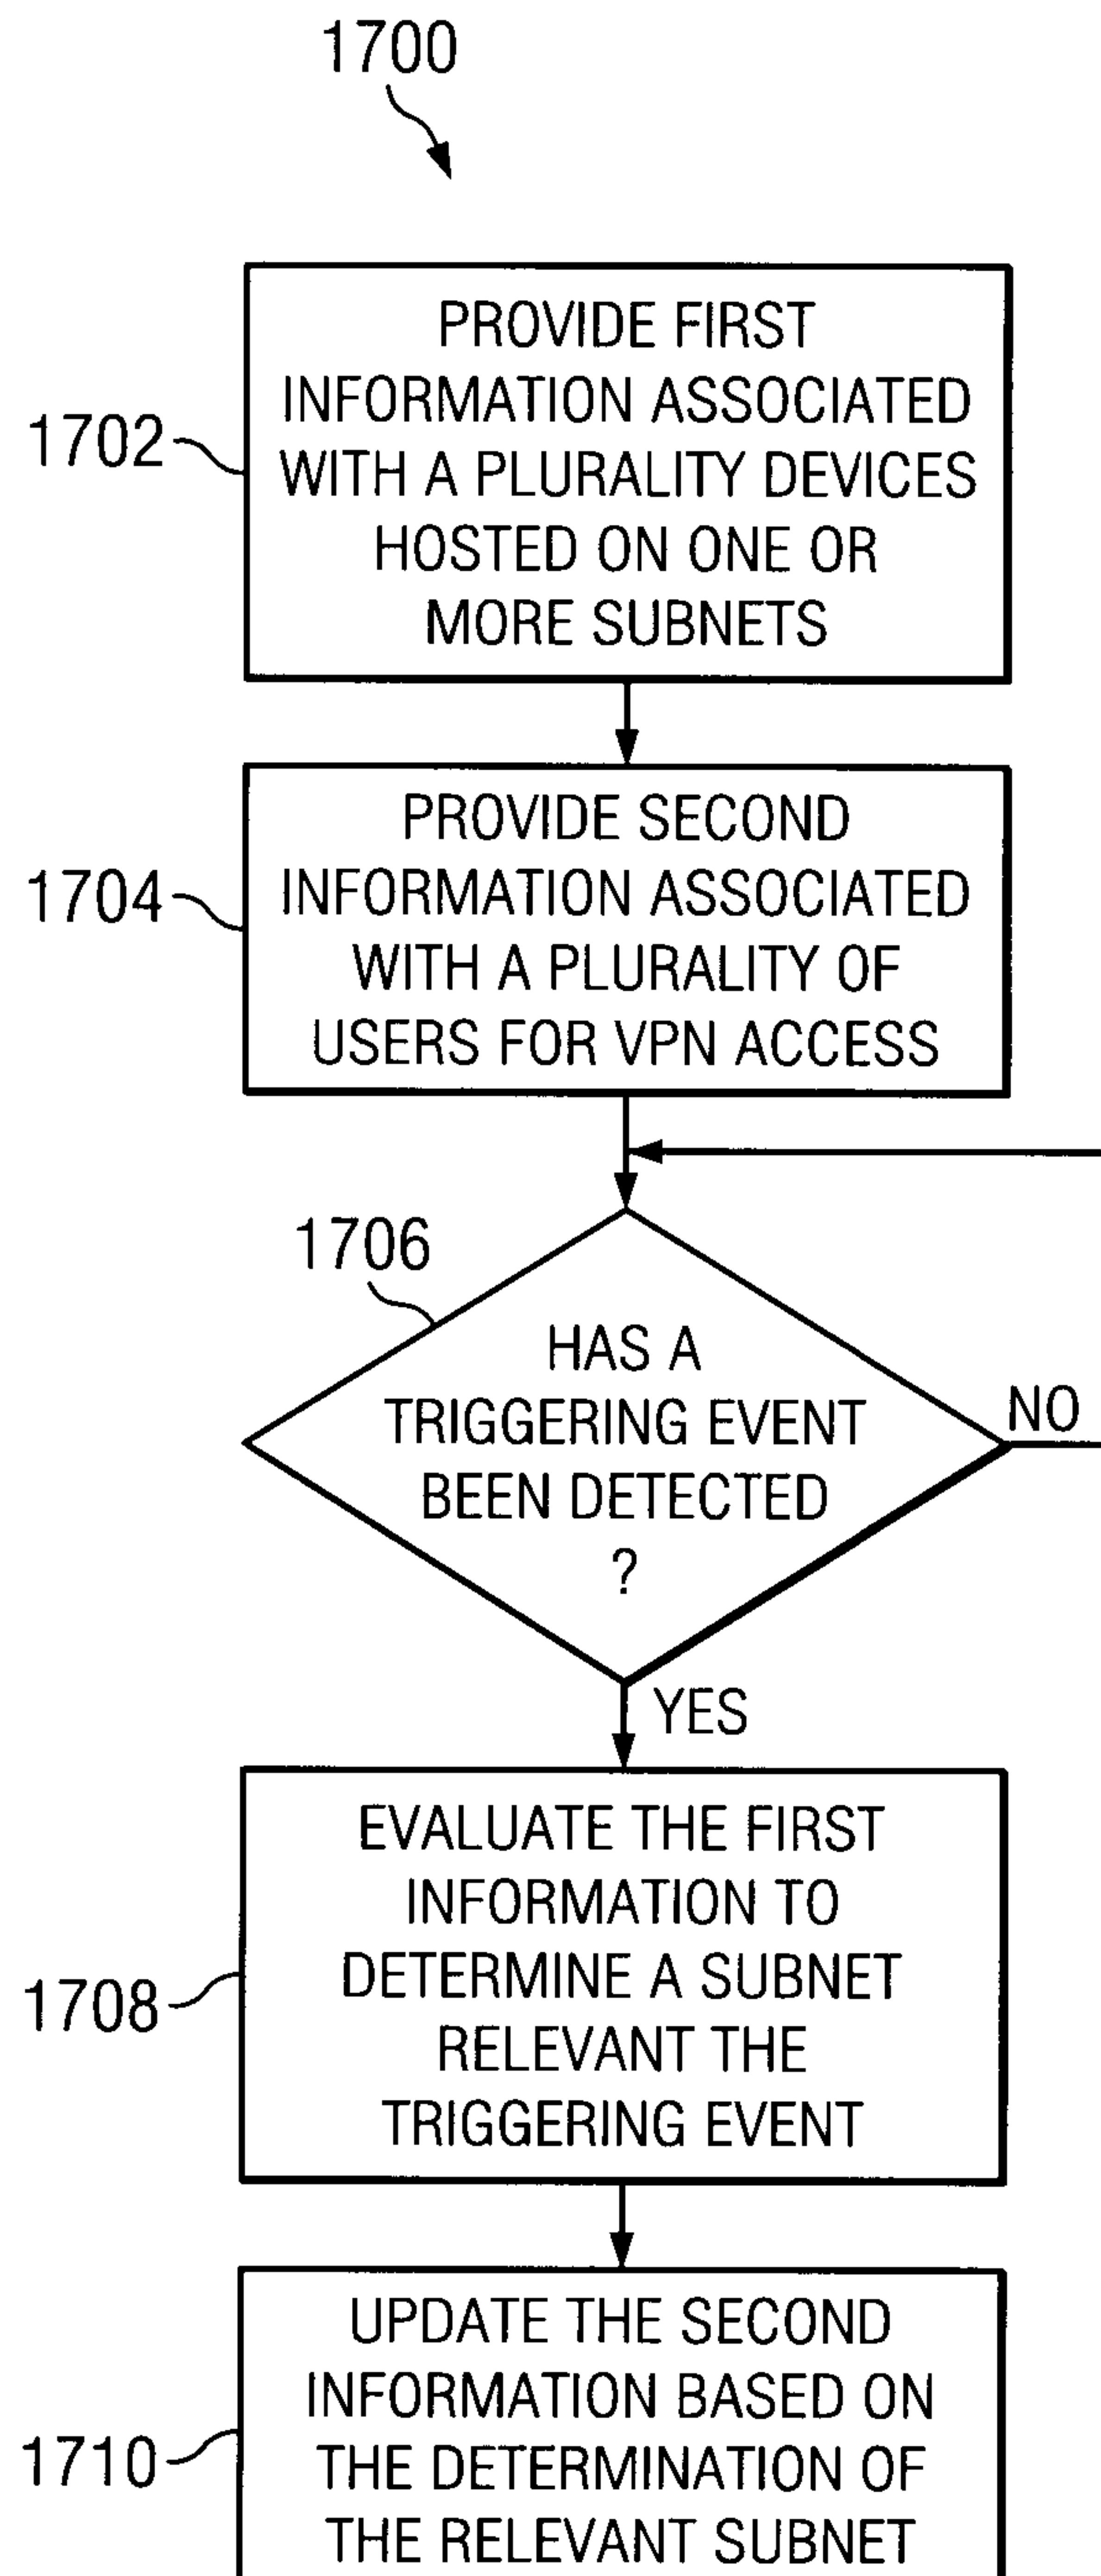 1700
PROVIDE FIRST
INFORMATION ASSOCIATED
WITH A PLURALITY DEVICES
HOSTED ON ONE OR
MORE SUBNETS
1702
PROVIDE SECOND
INFORMATION ASSOCIATED
WITH A PLURALITY OF
USERS FOR VPN ACCESS
1704
1706
HAS A
TRIGGERING EVENT
BEEN DETECTED
?
NO
YES
EVALUATE THE FIRST
INFORMATION TO
DETERMINE A SUBNET
RELEVANT THE
TRIGGERING EVENT
1708
UPDATE THE SECOND
INFORMATION BASED ON
THE DETERMINATION OF
THE RELEVANT SUBNET
1710